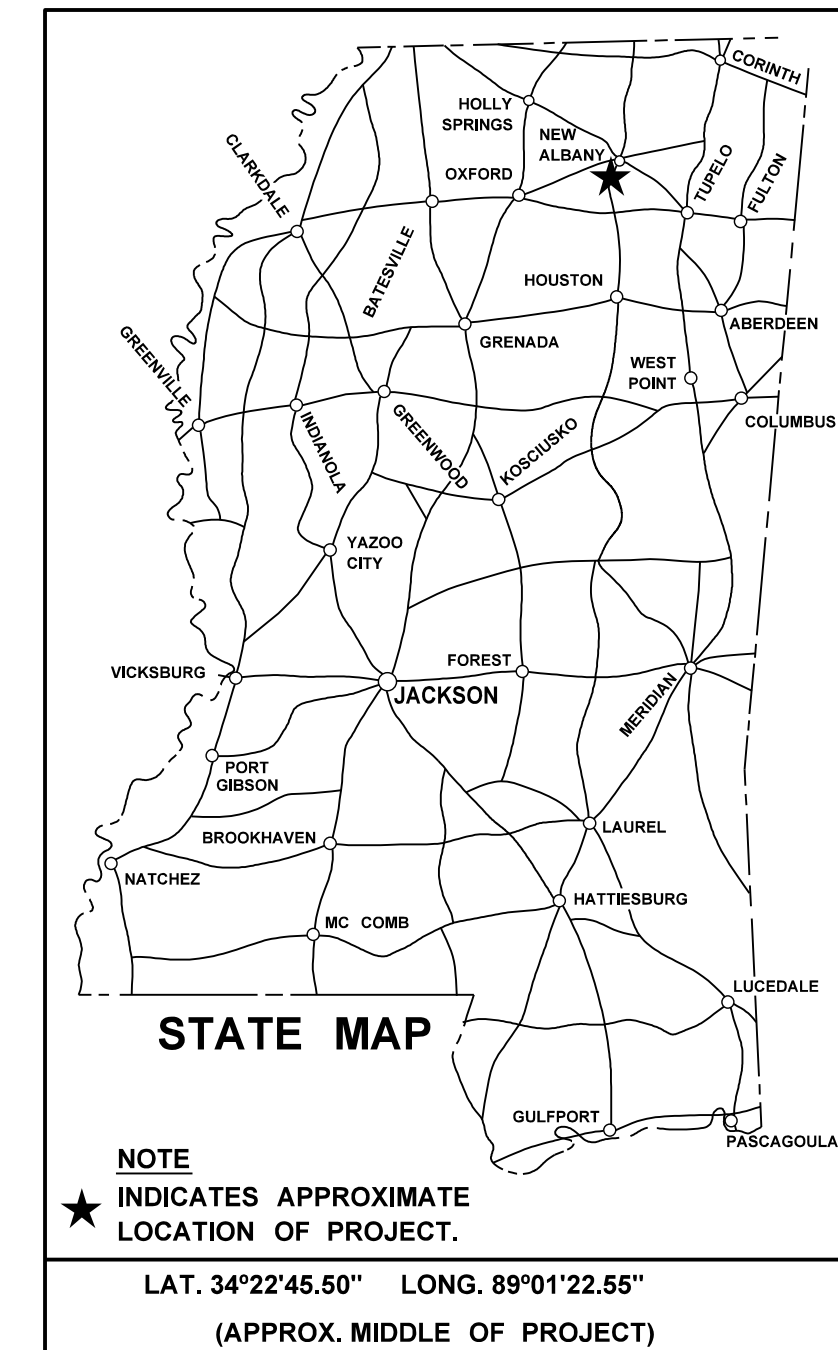 CORINTH
HOLLY
SPRINGS
NEW
ALBANY
CLARKDALE
OXFORD
TUPELO
FULTON
BATESVILLE
HOUSTON
ABERDEEN
GREENVILLE
GRENADA
WEST
POINT
COLUMBUS
INDIANOLA
GREENWOOD
KOSCIUSKO
YAZOO
CITY
VICKSBURG
FOREST
JACKSON
MERIDIAN
PORT
GIBSON
BROOKHAVEN
LAUREL
NATCHEZ
HATTIESBURG
MC COMB
LUCEDALE
STATE MAP
GULFPORT
PASCAGOULA
NOTE
INDICATES APPROXIMATE
LOCATION OF PROJECT.
LAT. 34º22'45.50" LONG. 89º01'22.55"
(APPROX. MIDDLE OF PROJECT)